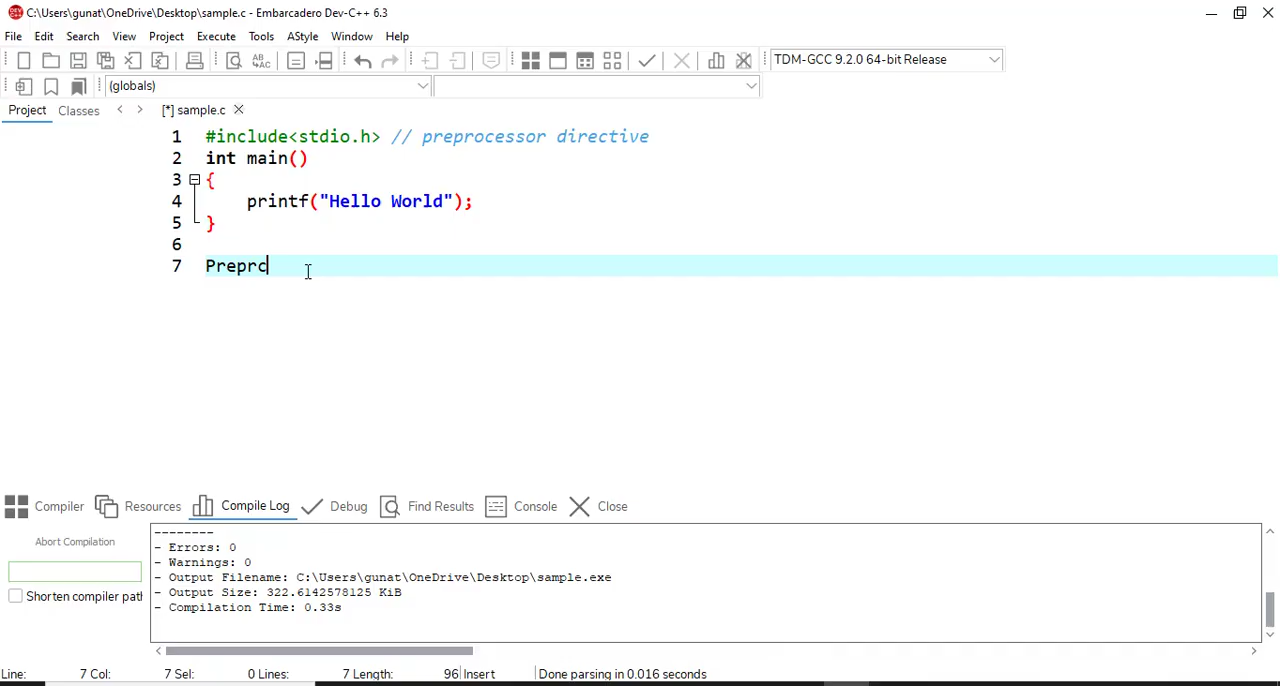 C:\Users\gunat\OneDrive\Desktop\sample.c - Embarcadero Dev-C++ 6.3
File Edit Search View Project Execute Tools AStyle Window Help
TDM-GCC 9.2.0 64-bit Release
(globals)
Project Classes [*] sample.c
1 #include<stdio.h> // preprocessor directive
2 int main()
3 {
4 printf("Hello World");
5 }
6
7 Preprc
Compiler Resources Compile Log Debug Find Results Console Close
Abort Compilation
Shorten compiler path
--------
- Errors: 0
- Warnings: 0
- Output Filename: C:\Users\gunat\OneDrive\Desktop\sample.exe
- Output Size: 322.6142578125 KiB
- Compilation Time: 0.33s
Line: 7 Col: 7 Sel: 0 Lines: 7 Length: 96 Insert Done parsing in 0.016 seconds